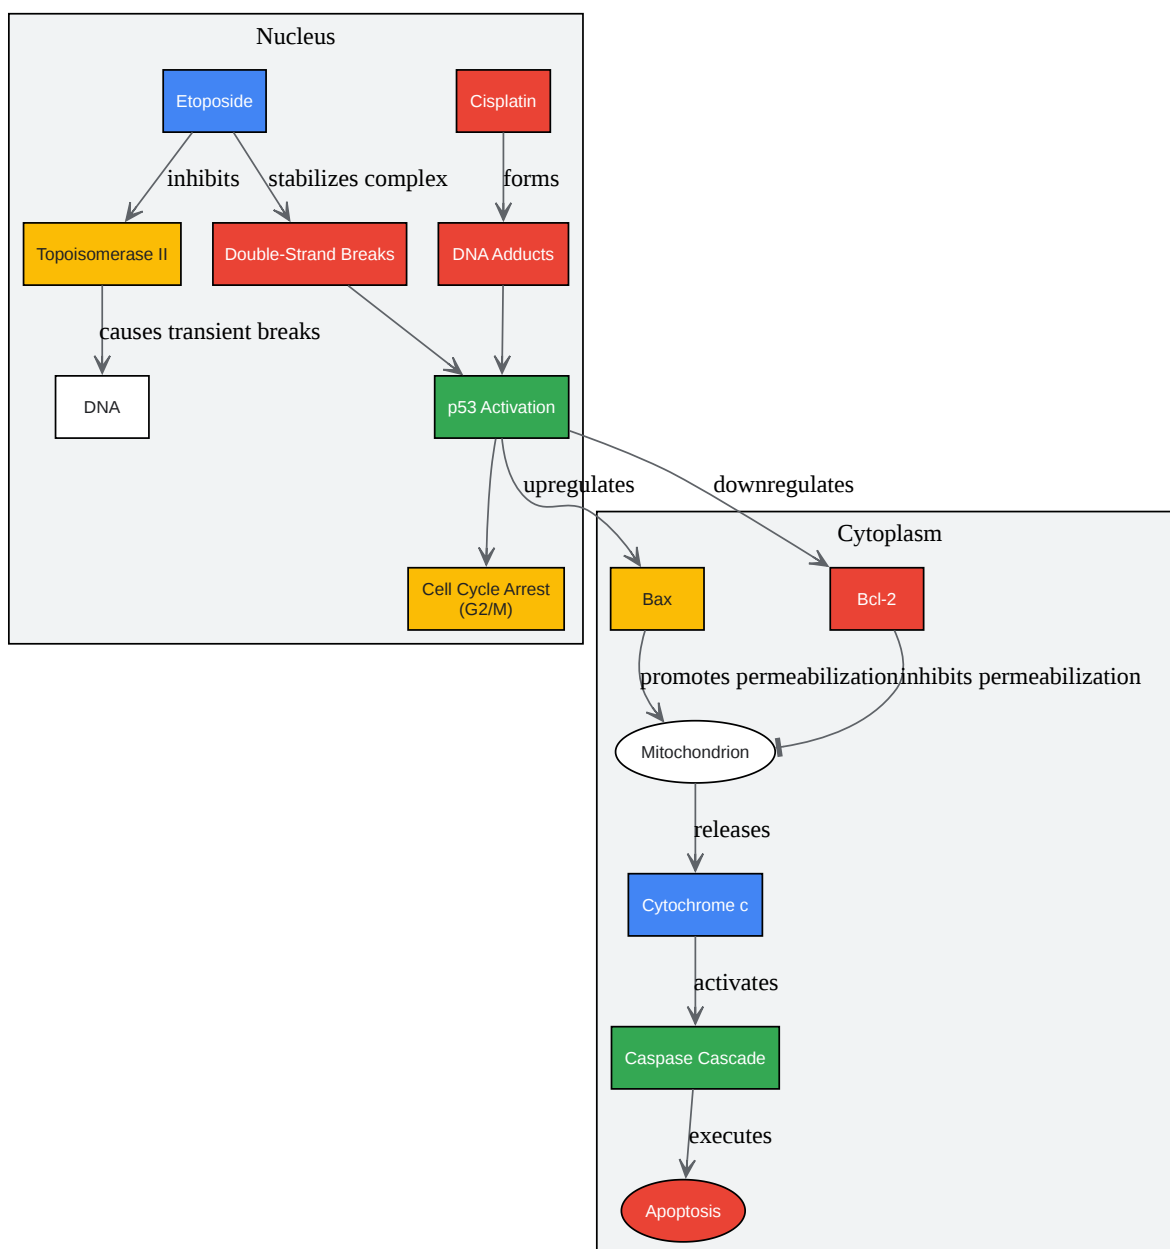 Nucleus
Etoposide
Cisplatin
inhibits
stabilizes complex
forms
Topoisomerase II
Double-Strand Breaks
DNA Adducts
causes transient breaks
DNA
p53 Activation
upregulates
downregulates
Cytoplasm
Cell Cycle Arrest
(G2/M)
Bax
Bcl-2
promotes permeabilization
inhibits permeabilization
Mitochondrion
releases
Cytochrome c
activates
Caspase Cascade
executes
Apoptosis